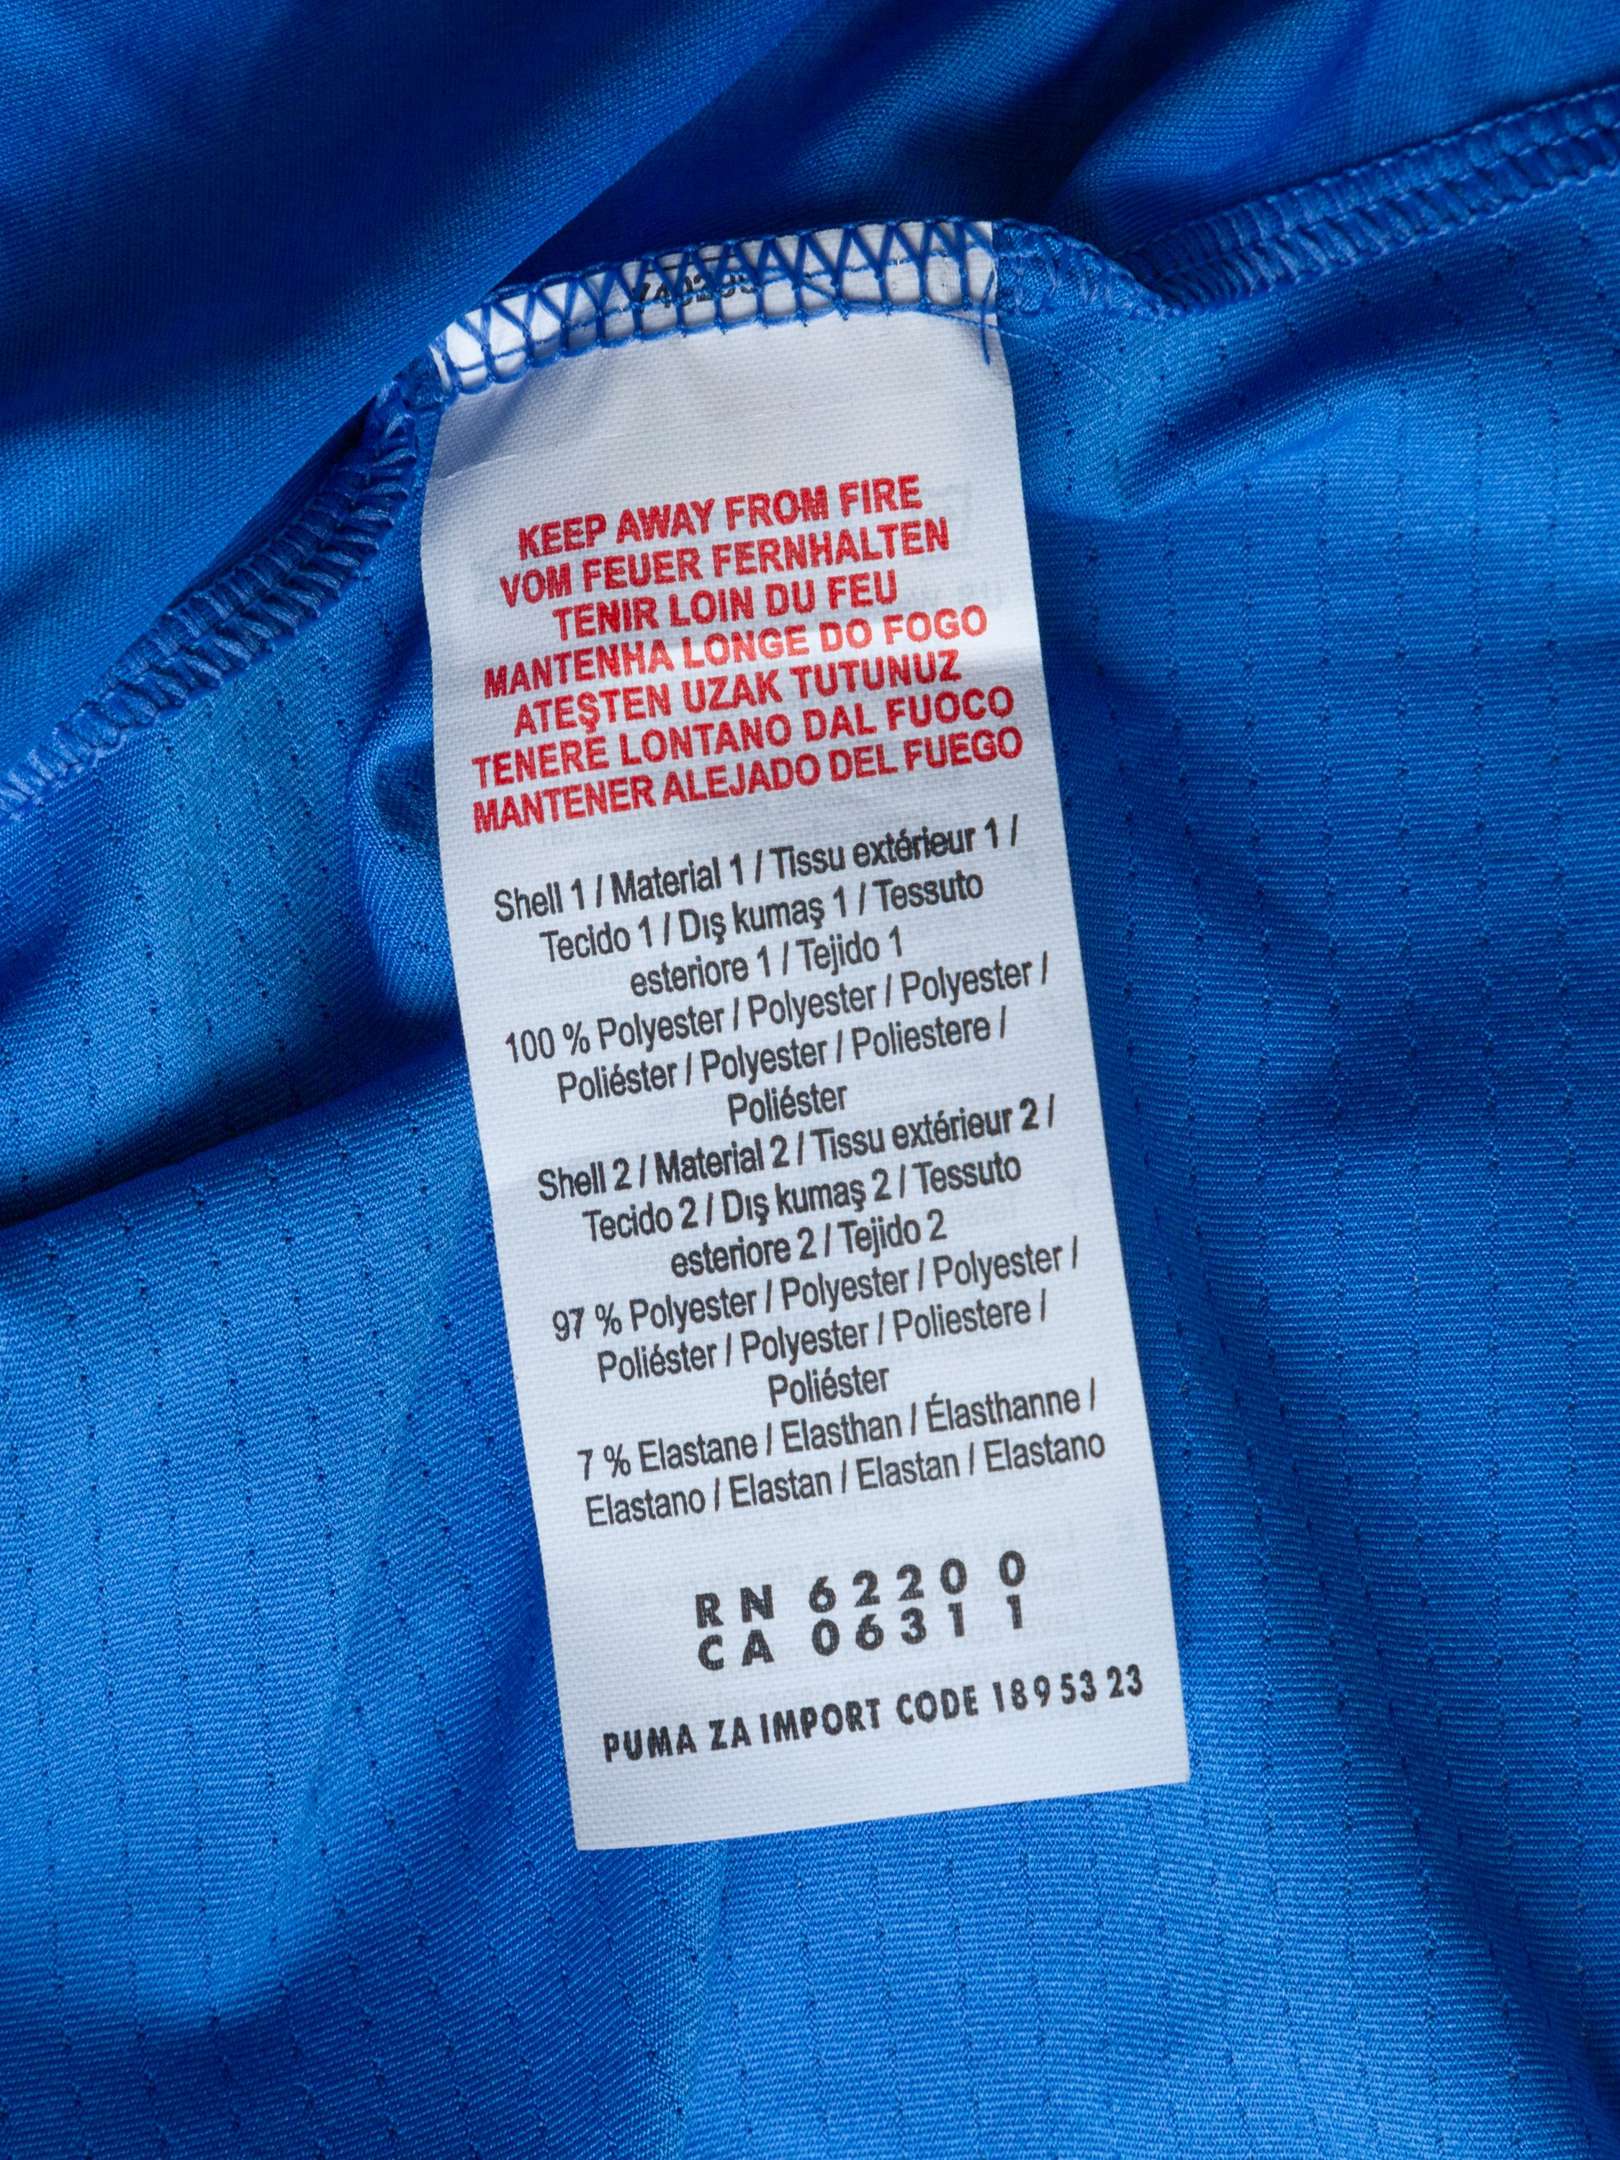 KEEP AWAY FROM FIRE
VOM FEUER FERNHALTEN
TENIR LOIN DU FEU
MANTENHA LONGE DO FOGO
ATEŞTEN UZAK TUTUNUZ
TENERE LONTANO DAL FUOCO
MANTENER ALEJADO DEL FUEGO
Shell 1 / Material 1 / Tissu extérieur 1 /
Tecido 1 / Dış kumaş 1 / Tessuto
esteriore 1 / Tejido 1
100 % Polyester / Polyester / Polyester /
Poliéster / Polyester / Poliestere /
Poliéster
Shell 2 / Material 2 / Tissu extérieur 2 /
Tecido 2 / Dış kumaş 2 / Tessuto
esteriore 2 / Tejido 2
97 % Polyester / Polyester / Polyester /
Poliéster / Polyester / Poliestere /
Poliéster
7 % Elastane / Elasthan / Élasthanne /
Elastano / Elastan / Elastan / Elastano
RN 62200
CA 06311
PUMA ZA IMPORT CODE 1895323